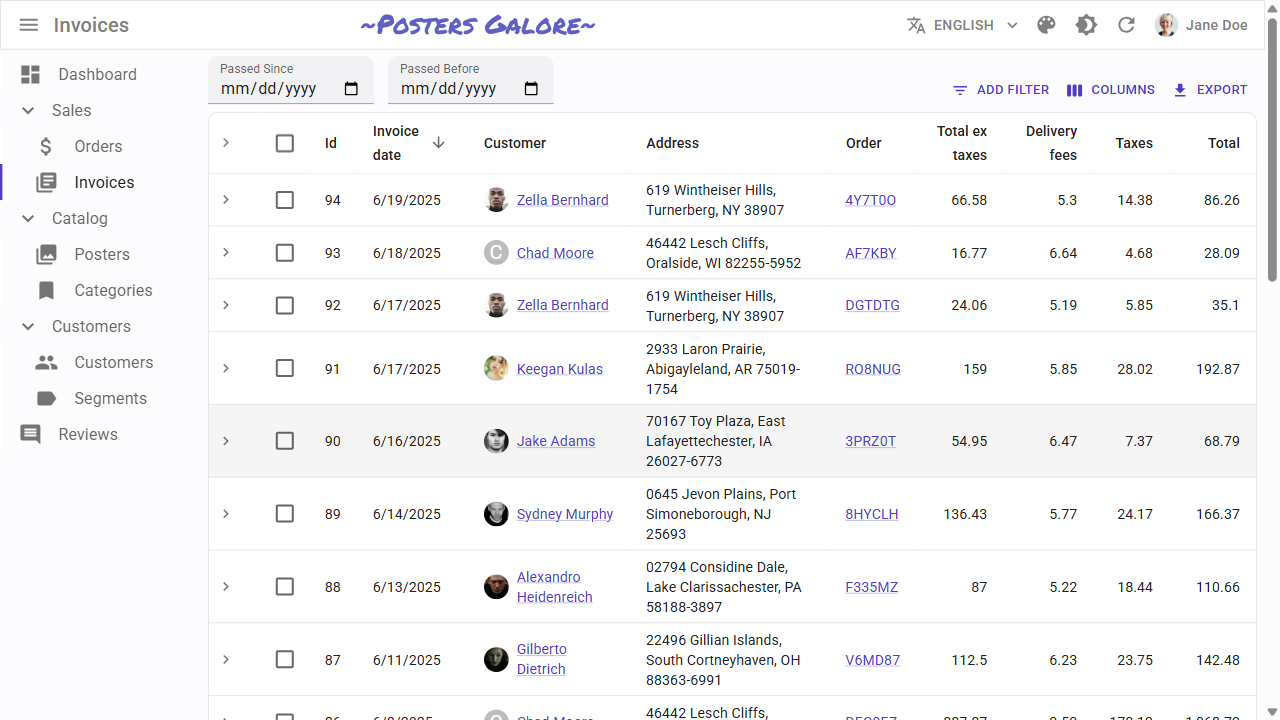 Invoices
~Posters Galore~
ENGLISH
Jane Doe
Dashboard
Sales
Orders
Invoices
Catalog
Posters
Categories
Customers
Customers
Segments
Reviews
Passed Since
mm/dd/yyyy
Passed Before
mm/dd/yyyy
ADD FILTER
COLUMNS
EXPORT
Id
Invoice
date
Customer
Address
Order
Total ex
taxes
Delivery
fees
Taxes
Total
94
6/19/2025
Zella Bernhard
619 Wintheiser Hills,
Turnerberg, NY 38907
4Y7T0O
66.58
5.3
14.38
86.26
93
6/18/2025
C
Chad Moore
46442 Lesch Cliffs,
Oralside, WI 82255-5952
AF7KBY
16.77
6.64
4.68
28.09
92
6/17/2025
Zella Bernhard
619 Wintheiser Hills,
Turnerberg, NY 38907
DGTDTG
24.06
5.19
5.85
35.1
91
6/17/2025
Keegan Kulas
2933 Laron Prairie,
Abigayleland, AR 75019-
1754
RO8NUG
159
5.85
28.02
192.87
90
6/16/2025
Jake Adams
70167 Toy Plaza, East
Lafayettechester, IA
26027-6773
3PRZ0T
54.95
6.47
7.37
68.79
89
6/14/2025
Sydney Murphy
0645 Jevon Plains, Port
Simoneborough, NJ
25693
8HYCLH
136.43
5.77
24.17
166.37
88
6/13/2025
Alexandro
Heidenreich
02794 Considine Dale,
Lake Clarissachester, PA
58188-3897
F335MZ
87
5.22
18.44
110.66
87
6/11/2025
Gilberto
Dietrich
22496 Gillian Islands,
South Cortneyhaven, OH
88363-6991
V6MD87
112.5
6.23
23.75
142.48
Chad Moore
46442 Lesch Cliffs,